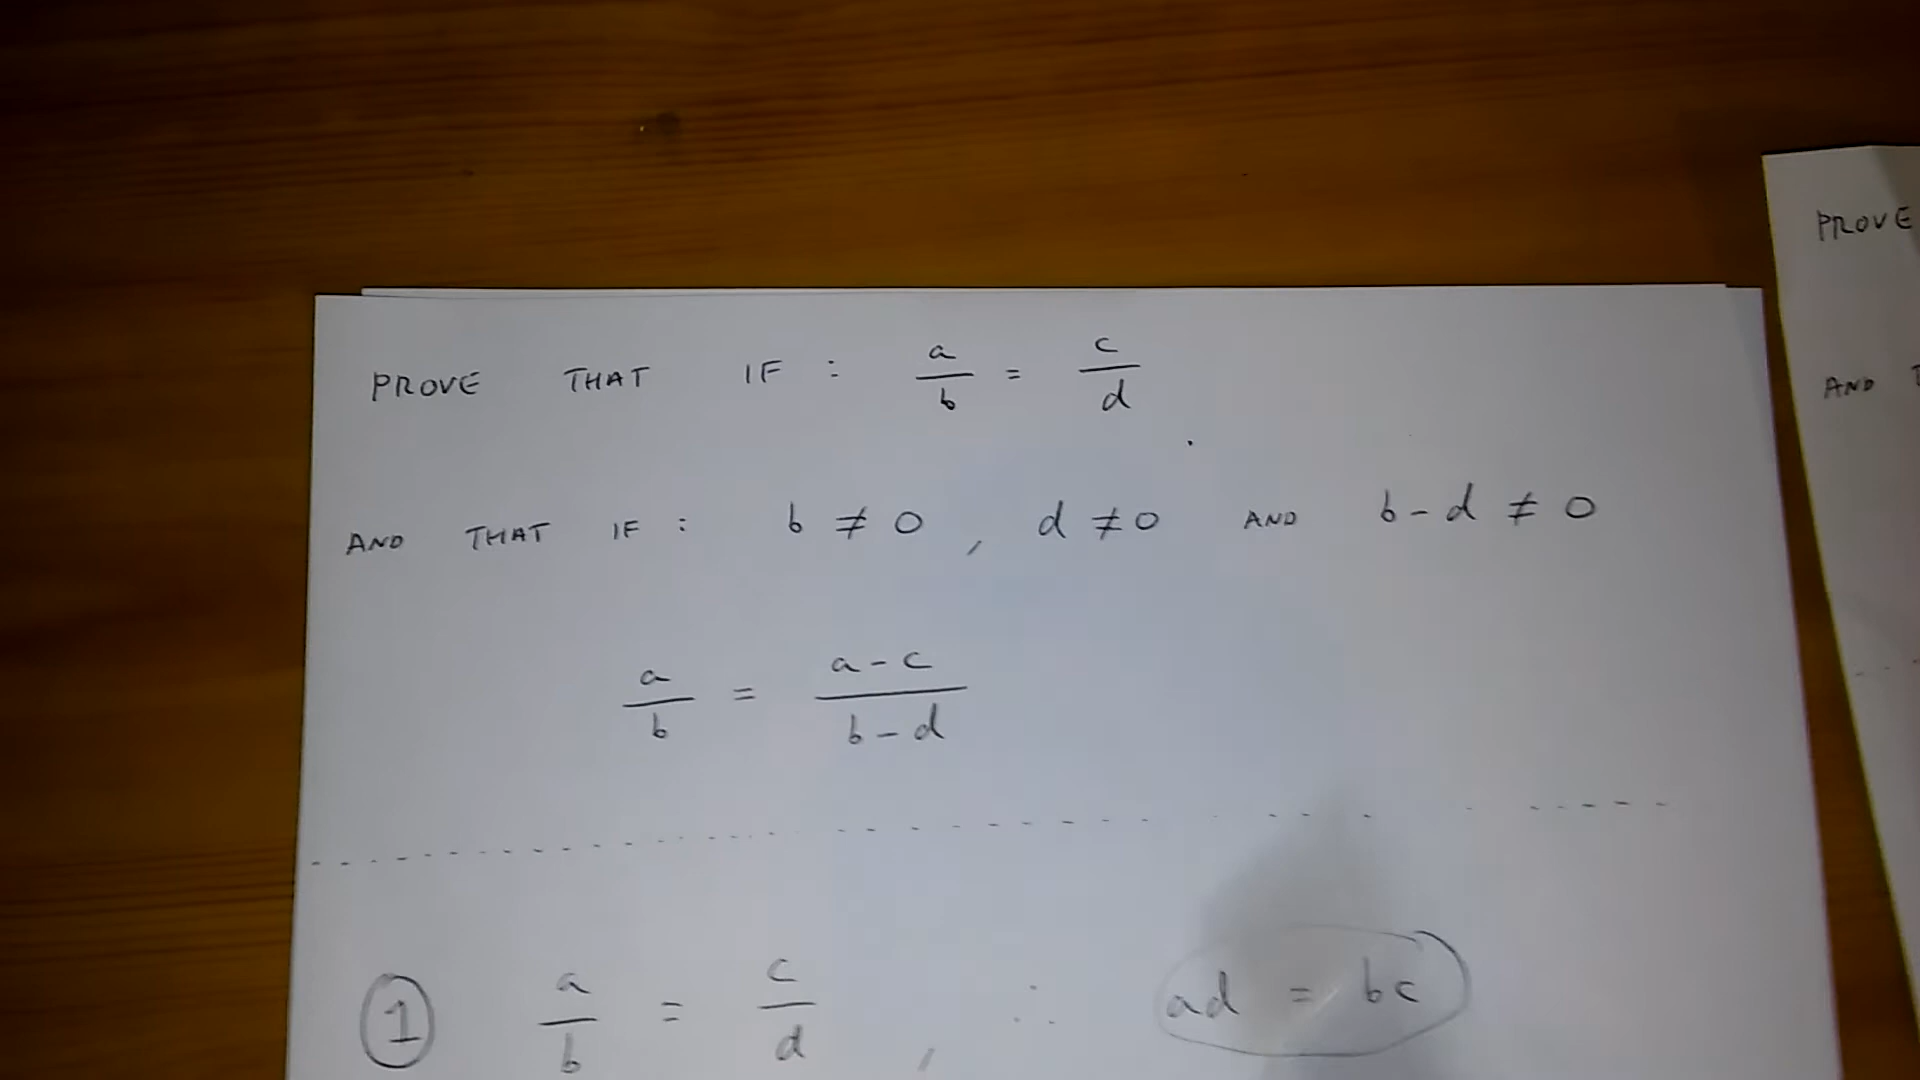 PROVE THAT IF : a/b = c/d
AND THAT IF : b ≠ 0 , d ≠ 0 AND b - d ≠ 0
a/b = a - c/b - d
1 a/b = c/d , ∴ ad = bc
PROVE
AND